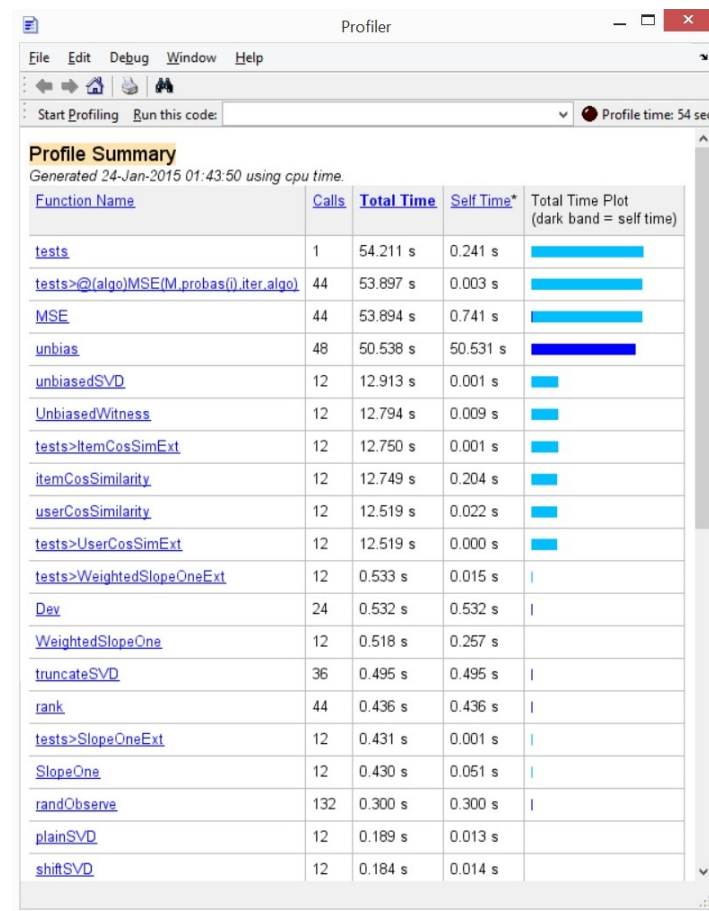 Profiler
File Edit Debug Window Help
Start Profiling Run this code: Profile time: 54 sec
Profile Summary
Generated 24-Jan-2015 01:43:50 using cpu time.
Function Name Calls Total Time Self Time* Total Time Plot
(dark band = self time)
tests 1 54.211 s 0.241 s
tests>@(algo)MSE(M,probas(i),iter,algo) 44 53.897 s 0.003 s
MSE 44 53.894 s 0.741 s
unbias 48 50.538 s 50.531 s
unbiasedSVD 12 12.913 s 0.001 s
UnbiasedWitness 12 12.794 s 0.009 s
tests>ItemCosSimExt 12 12.750 s 0.001 s
itemCosSimilarity 12 12.749 s 0.204 s
userCosSimilarity 12 12.519 s 0.022 s
tests>UserCosSimExt 12 12.519 s 0.000 s
tests>WeightedSlopeOneExt 12 0.533 s 0.015 s
Dev 24 0.532 s 0.532 s
WeightedSlopeOne 12 0.518 s 0.257 s
truncateSVD 36 0.495 s 0.495 s
rank 44 0.436 s 0.436 s
tests>SlopeOneExt 12 0.431 s 0.001 s
SlopeOne 12 0.430 s 0.051 s
randObserve 132 0.300 s 0.300 s
plainSVD 12 0.189 s 0.013 s
shiftSVD 12 0.184 s 0.014 s